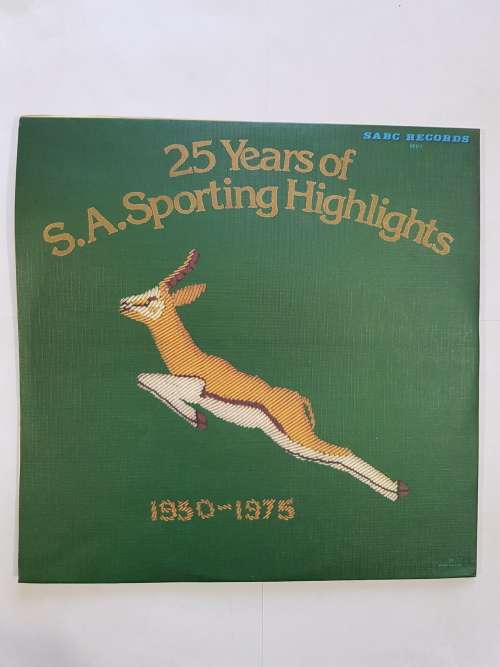 SABC RECORDS
25 Years of
S.A. Sporting Highlights
1950-1975